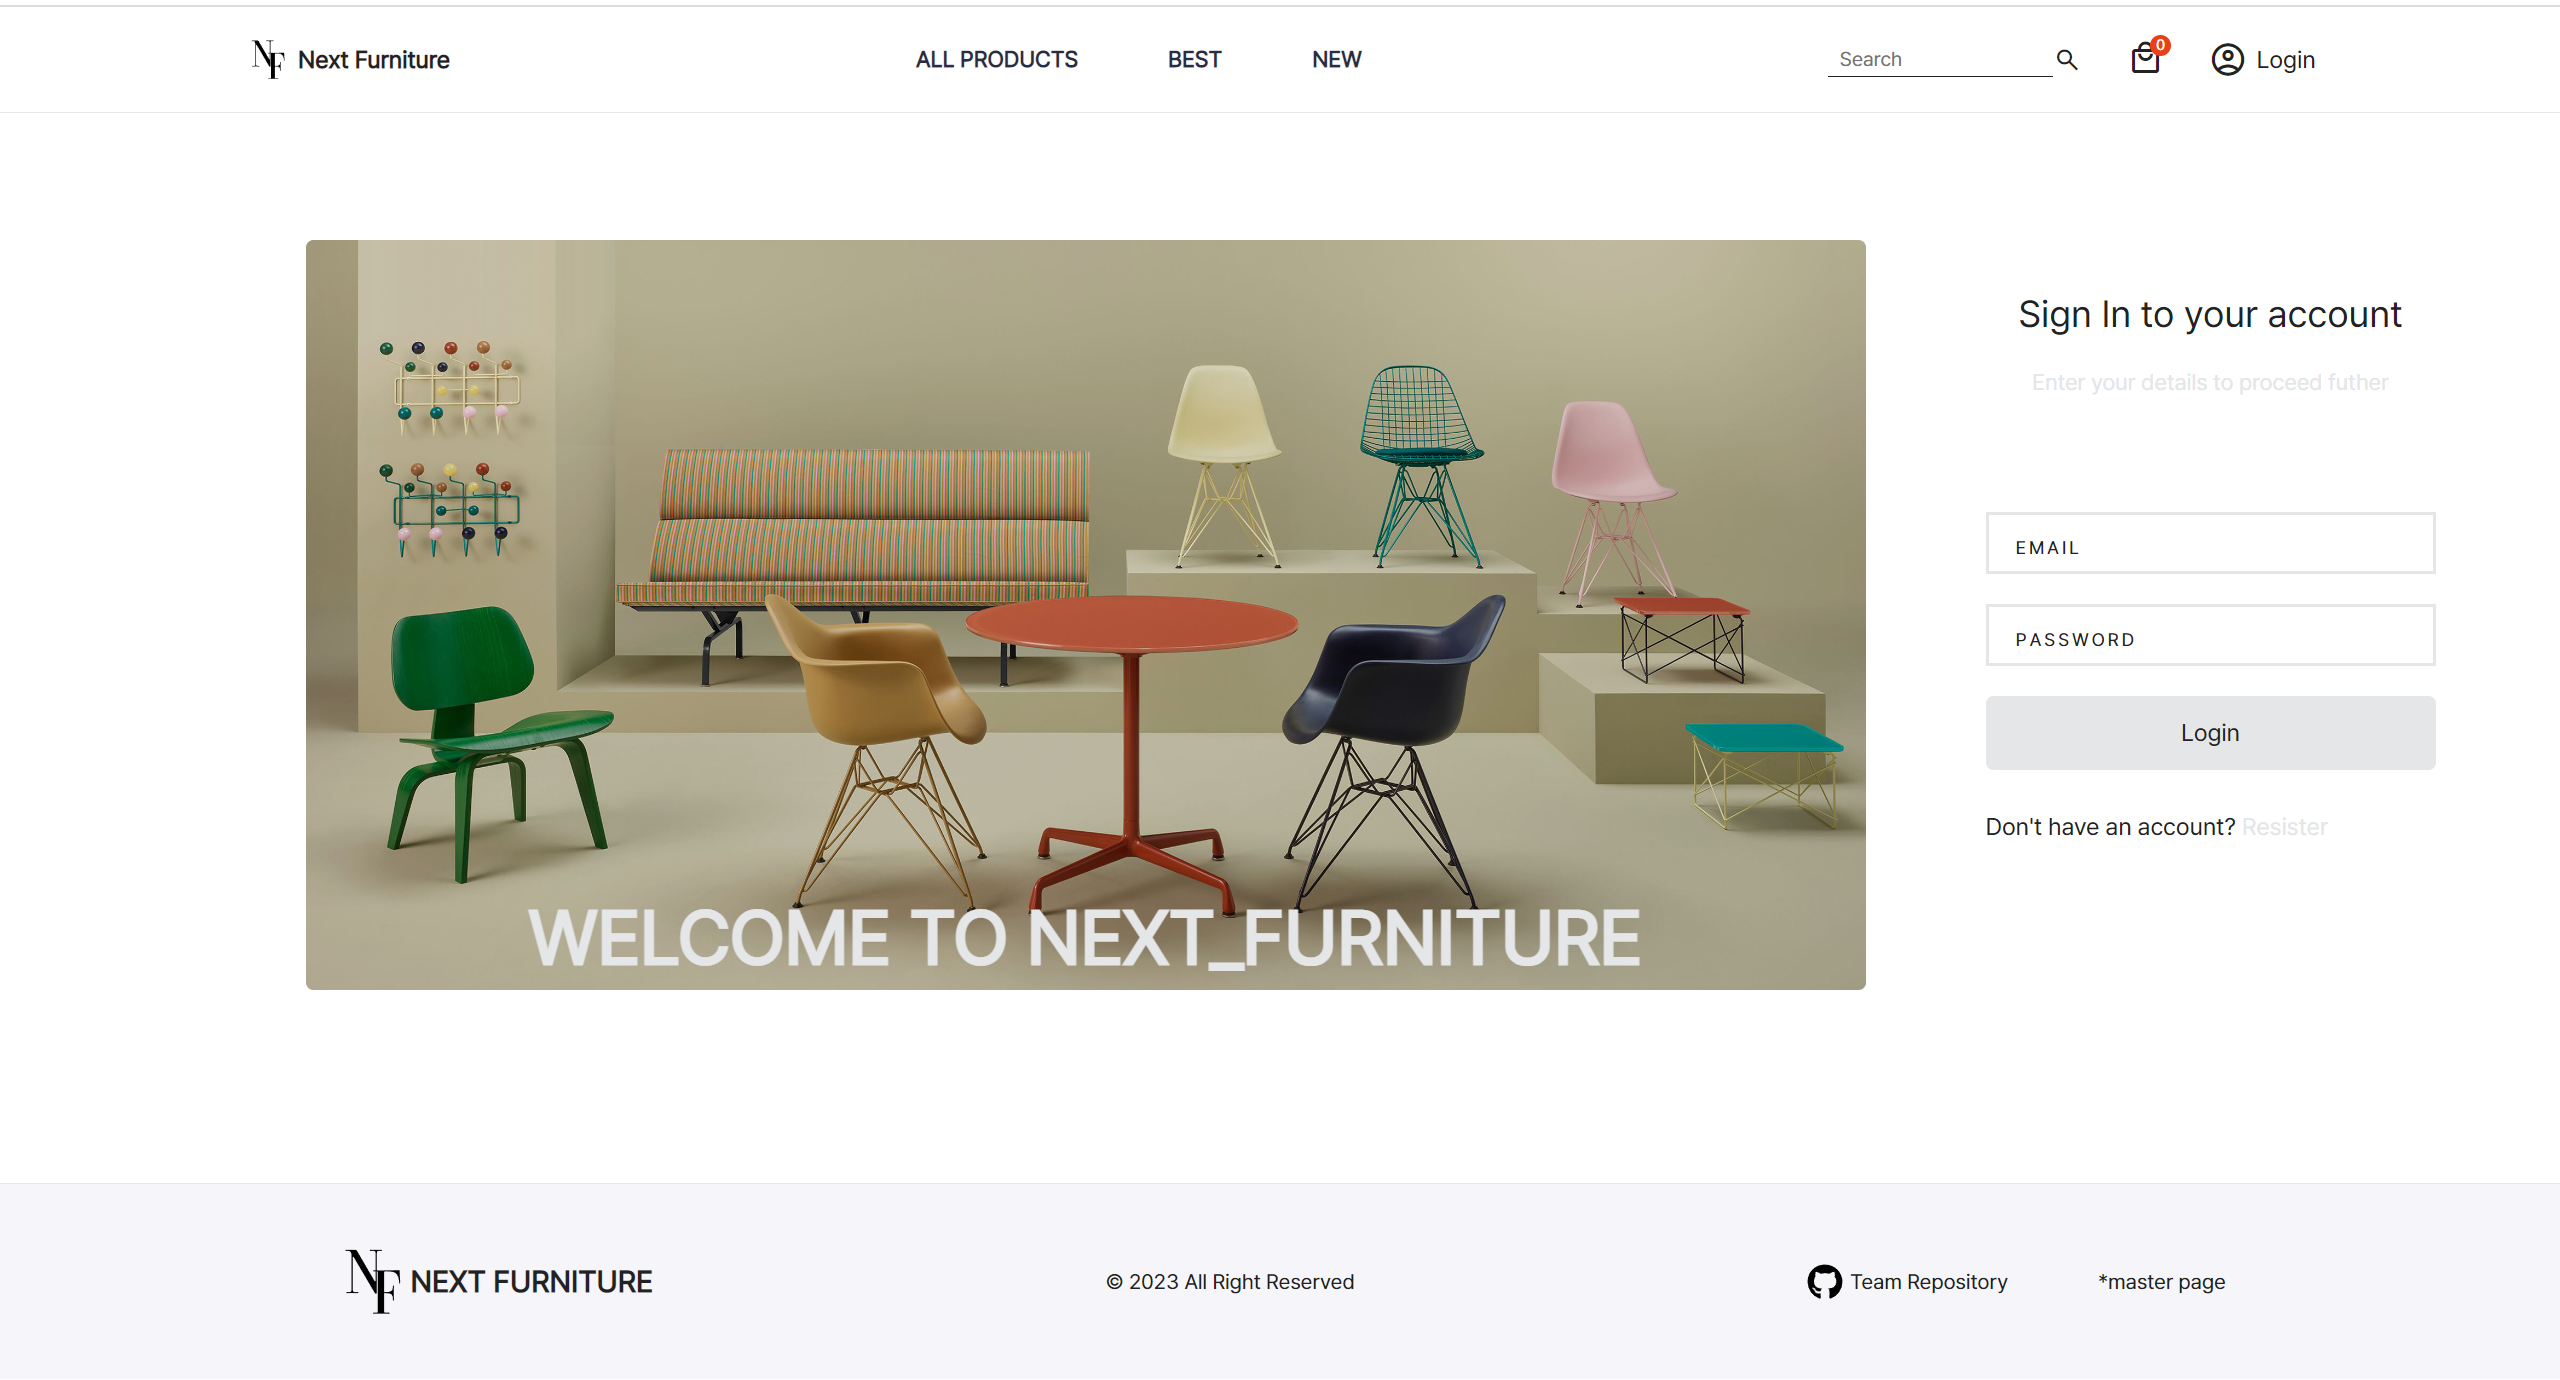 NF Next Furniture
ALL PRODUCTS
BEST
NEW
Search
0
Login
WELCOME TO NEXT_FURNITURE
Sign In to your account
Enter your details to proceed futher
EMAIL
PASSWORD
Login
Don't have an account? Resister
NF NEXT FURNITURE
© 2023 All Right Reserved
Team Repository
*master page